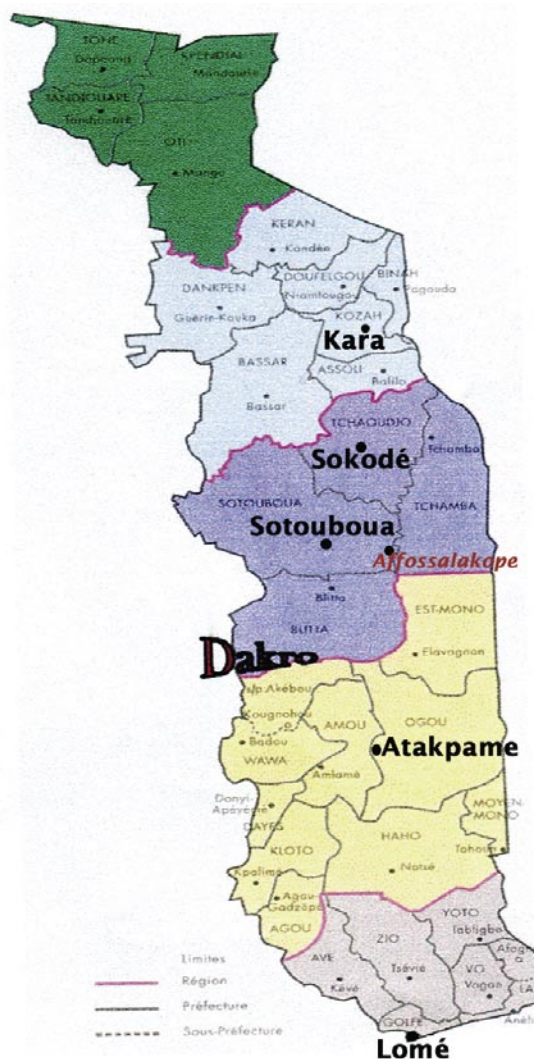 TONE
Dapaong
KPENDJAL
Mandouri
TANDJOUARE
Tandjouaré
OTI
Mango
KERAN
Kandé
DOUFELGOU
Niamtougou
BINAH
Pagouda
DANKPEN
Guérin-Kouka
KOZAH
Kara
ASSOLI
Bafilo
BASSAR
Bassar
TCHAOUDJO
Tchamba
Sokodé
SOTOUBOUA
TCHAMBA
Sotouboua
Affossalakope
Blitta
BLITTA
EST-MONO
Elavagnon
Dakro
s/p. Akébou
Kougnohou
AMOU
OGOU
Badou
Atakpame
WAWA
Amlamé
Danyi-
Apéyémé
DAYES
MOYEN-
MONO
HAHO
Tohoun
KLOTO
Notsé
Kpalimé
Agou-
Gadzépé
AGOU
YOTO
Tabligbo
ZIO
AVE
Tsévié
VO
Vogan
Kévé
GOLFE
Lomé
Limites
Région
Préfecture
Sous-Préfecture